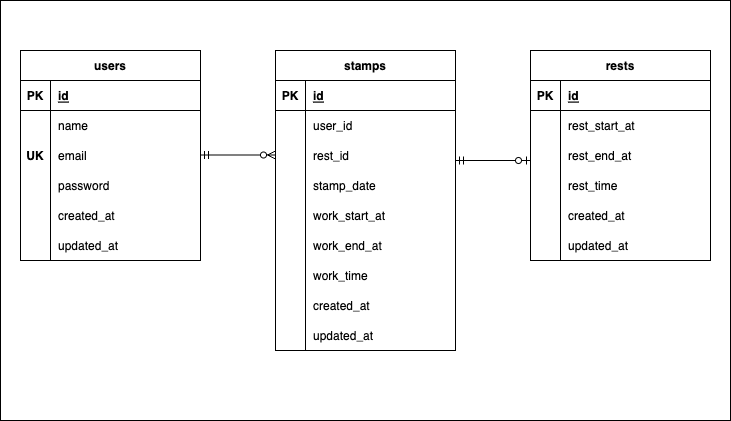 users
PK id
name
UK email
password
created_at
updated_at
stamps
PK id
user_id
rest_id
stamp_date
work_start_at
work_end_at
work_time
created_at
updated_at
rests
PK id
rest_start_at
rest_end_at
rest_time
created_at
updated_at